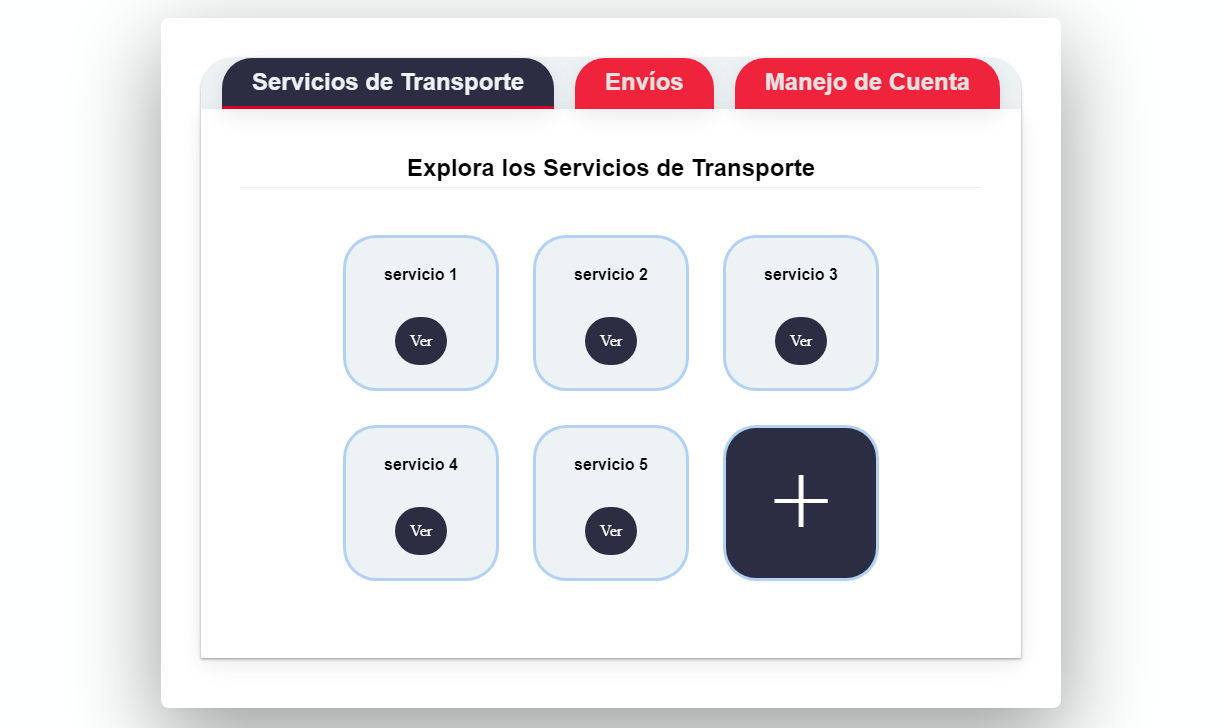 Servicios de Transporte Envíos Manejo de Cuenta
Explora los Servicios de Transporte
servicio 1 servicio 2 servicio 3
Ver Ver Ver
servicio 4 servicio 5
Ver Ver